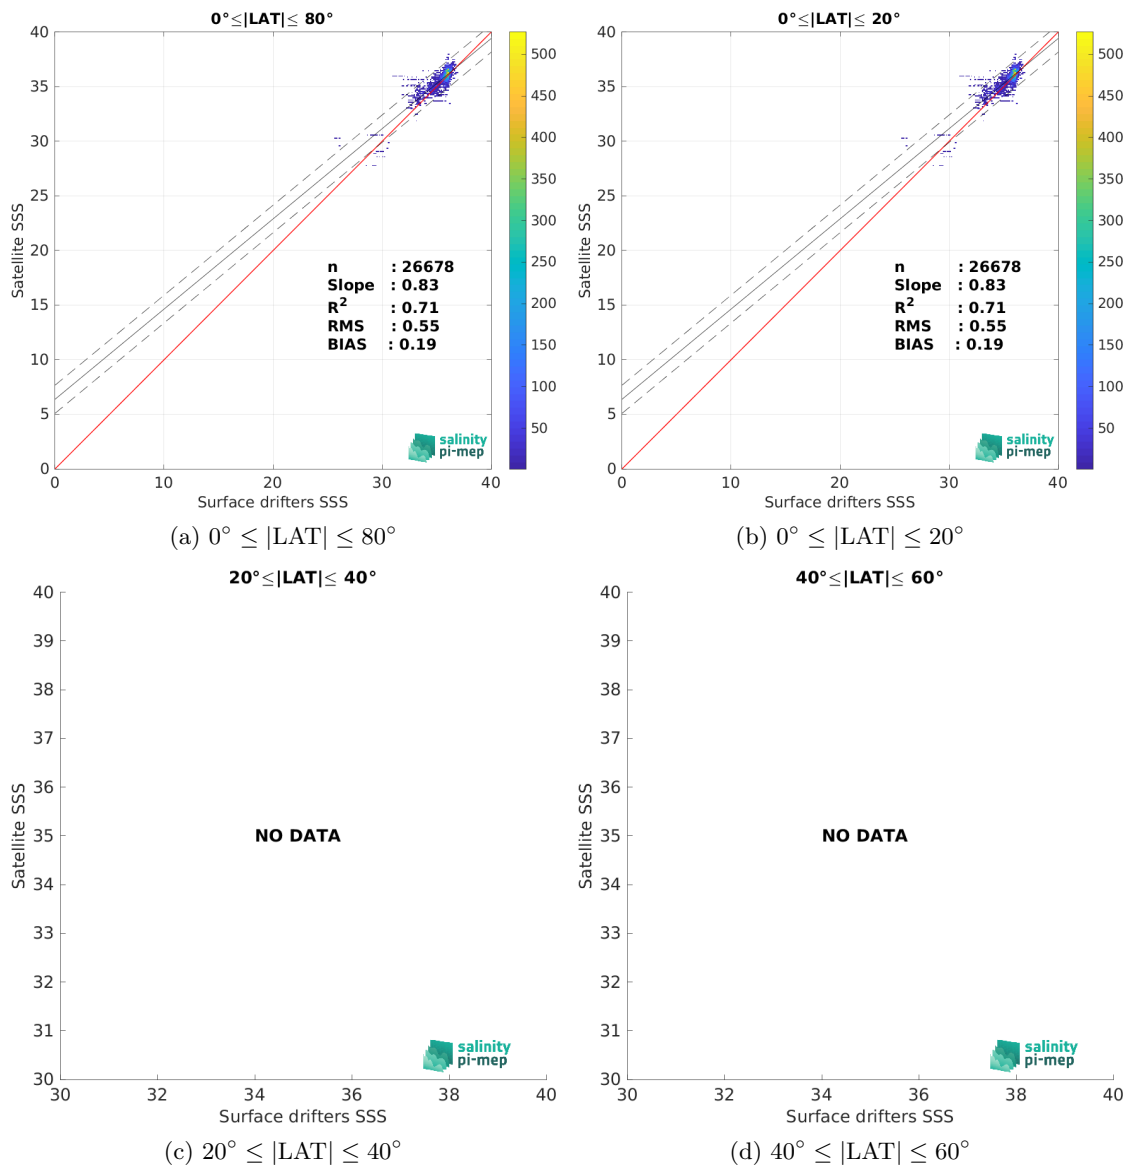 0°≤|LAT|≤ 80°
40
35
30
25
20
15
10
5
0
Satellite SSS
0
10
20
30
40
Surface drifters SSS
n : 26678
Slope : 0.83
R² : 0.71
RMS : 0.55
BIAS : 0.19
salinity
pi-mep
500
450
400
350
300
250
200
150
100
50
(a) 0° ≤ |LAT| ≤ 80°
0°≤|LAT|≤ 20°
40
35
30
25
20
15
10
5
0
Satellite SSS
0
10
20
30
40
Surface drifters SSS
n : 26678
Slope : 0.83
R² : 0.71
RMS : 0.55
BIAS : 0.19
salinity
pi-mep
500
450
400
350
300
250
200
150
100
50
(b) 0° ≤ |LAT| ≤ 20°
20°≤|LAT|≤ 40°
40
39
38
37
36
35
34
33
32
31
30
Satellite SSS
NO DATA
salinity
pi-mep
30
32
34
36
38
40
Surface drifters SSS
(c) 20° ≤ |LAT| ≤ 40°
40°≤|LAT|≤ 60°
40
39
38
37
36
35
34
33
32
31
30
Satellite SSS
NO DATA
salinity
pi-mep
30
32
34
36
38
40
Surface drifters SSS
(d) 40° ≤ |LAT| ≤ 60°